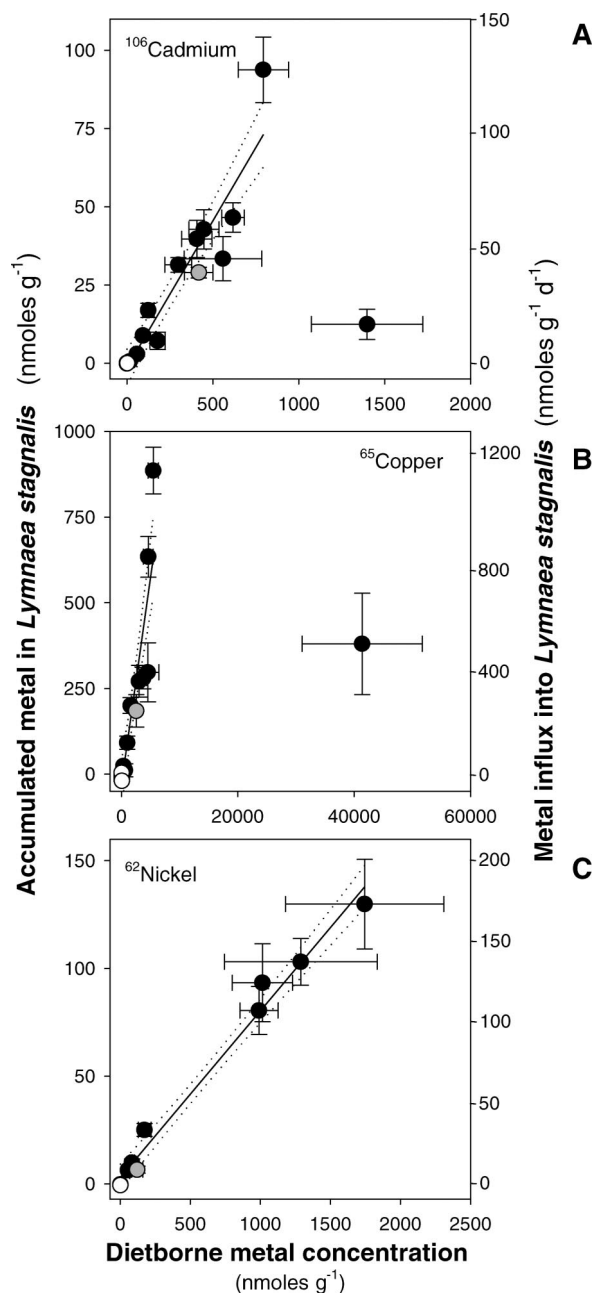 ¹⁰⁶Cadmium
A
100
75
50
25
0
150
100
50
0
0 500 1000 1500 2000
⁶⁵Copper
B
1000
750
500
250
0
1200
800
400
0
0 20000 40000 60000
⁶²Nickel
C
150
100
50
0
200
150
100
50
0
0 500 1000 1500 2000 2500
Accumulated metal in Lymnaea stagnalis (nmoles g⁻¹)
Metal influx into Lymnaea stagnalis (nmoles g⁻¹ d⁻¹)
Dietborne metal concentration
(nmoles g⁻¹)